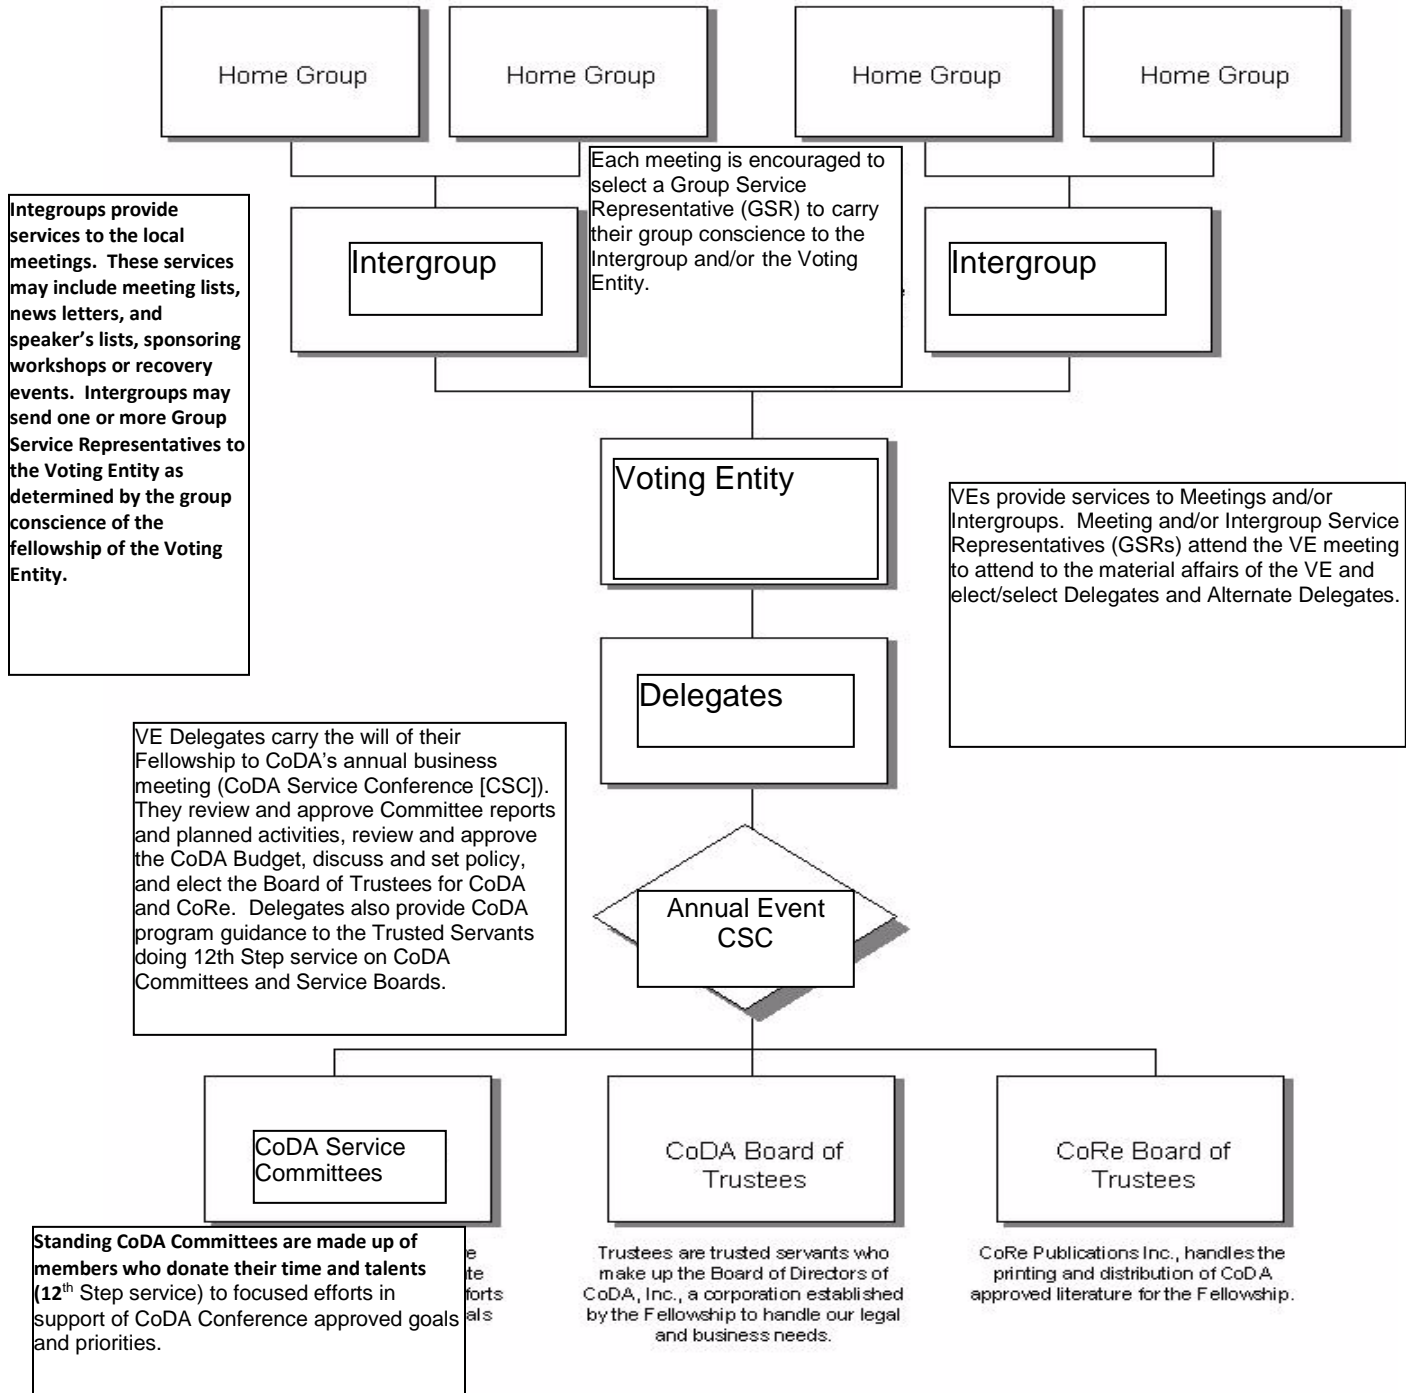 Home Group
Home Group
Home Group
Home Group
Each meeting is encouraged to
select a Group Service
Representative (GSR) to carry
their group conscience to the
Intergroup and/or the Voting
Entity.
Integroups provide
services to the local
meetings.  These services
may include meeting lists,
news letters, and
speaker’s lists, sponsoring
workshops or recovery
events.  Intergroups may
send one or more Group
Service Representatives to
the Voting Entity as
determined by the group
conscience of the
fellowship of the Voting
Entity.
Intergroup
Intergroup
Voting Entity
VEs provide services to Meetings and/or
Intergroups.  Meeting and/or Intergroup Service
Representatives (GSRs) attend the VE meeting
to attend to the material affairs of the VE and
elect/select Delegates and Alternate Delegates.
Delegates
VE Delegates carry the will of their
Fellowship to CoDA’s annual business
meeting (CoDA Service Conference [CSC]).
They review and approve Committee reports
and planned activities, review and approve
the CoDA Budget, discuss and set policy,
and elect the Board of Trustees for CoDA
and CoRe.  Delegates also provide CoDA
program guidance to the Trusted Servants
doing 12th Step service on CoDA
Committees and Service Boards.
Annual Event
CSC
CoDA Service
Committees
CoDA Board of
Trustees
CoRe Board of
Trustees
Standing CoDA Committees are made up of
members who donate their time and talents
(12th Step service) to focused efforts in
support of CoDA Conference approved goals
and priorities.
Trustees are trusted servants who
make up the Board of Directors of
CoDA, Inc., a corporation established
by the Fellowship to handle our legal
and business needs.
CoRe Publications Inc., handles the
printing and distribution of CoDA
approved literature for the Fellowship.